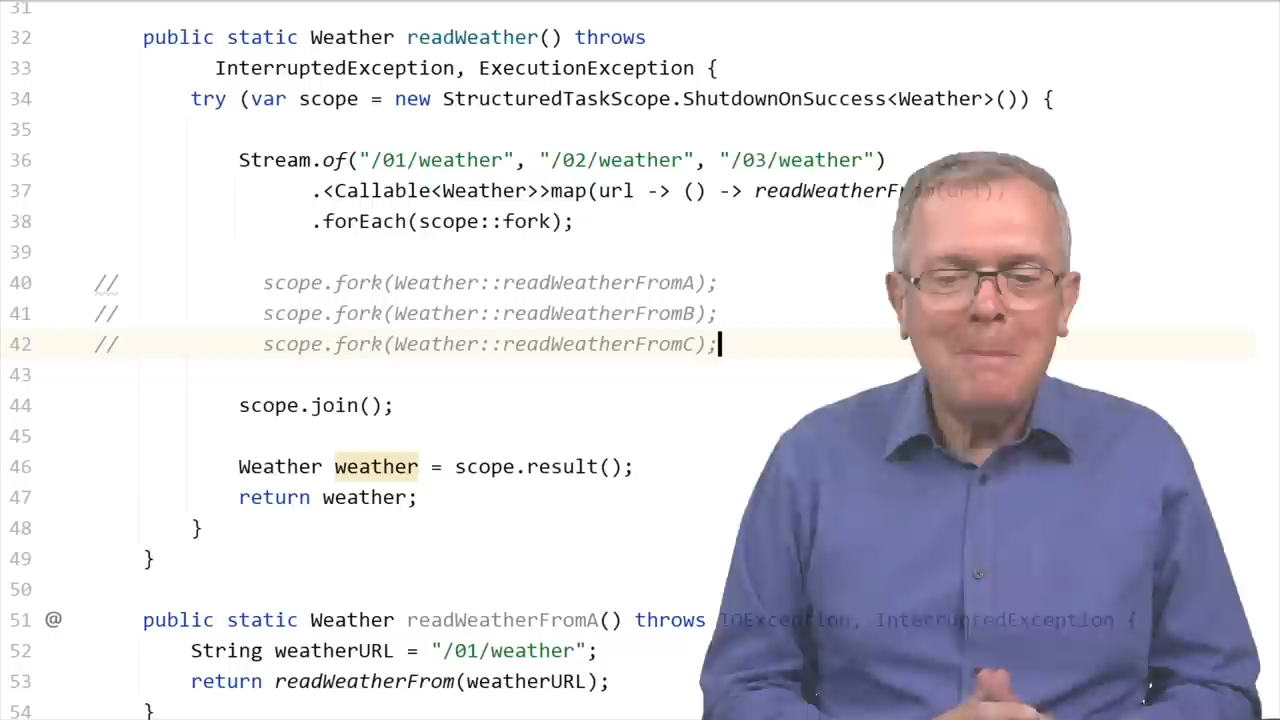 31
32 public static Weather readWeather() throws
33 InterruptedException, ExecutionException {
34 try (var scope = new StructuredTaskScope.ShutdownOnSuccess<Weather>()) {
35
36 Stream.of("/01/weather", "/02/weather", "/03/weather")
37 .<Callable<Weather>>map(url -> () -> readWeatherFrom(url))
38 .forEach(scope::fork);
39
40 // scope.fork(Weather::readWeatherFromA);
41 // scope.fork(Weather::readWeatherFromB);
42 // scope.fork(Weather::readWeatherFromC);
43
44 scope.join();
45
46 Weather weather = scope.result();
47 return weather;
48 }
49 }
50
51 @ public static Weather readWeatherFromA() throws IOException, InterruptedException {
52 String weatherURL = "/01/weather";
53 return readWeatherFrom(weatherURL);
54 }